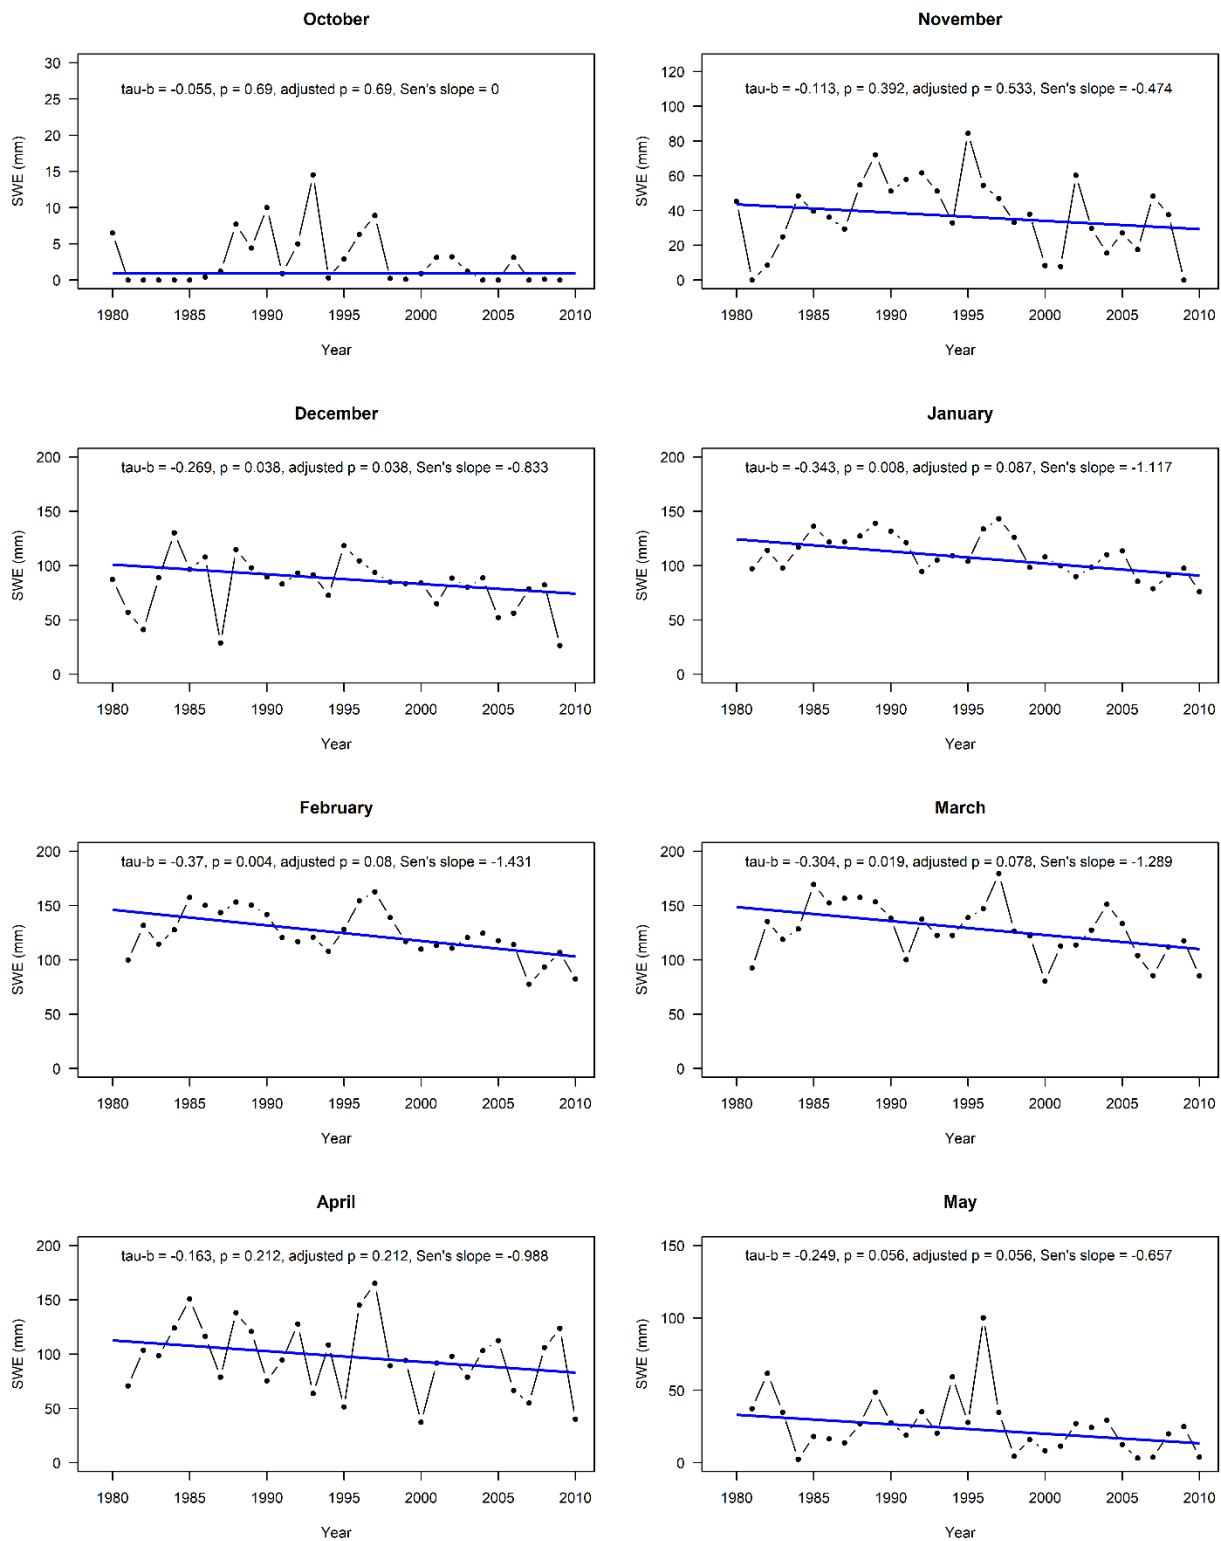 October
30
25
20
15
10
5
0
SWE (mm)
tau-b = -0.055, p = 0.69, adjusted p = 0.69, Sen's slope = 0
1980 1985 1990 1995 2000 2005 2010
Year
November
120
100
80
60
40
20
0
SWE (mm)
tau-b = -0.113, p = 0.392, adjusted p = 0.533, Sen's slope = -0.474
1980 1985 1990 1995 2000 2005 2010
Year
December
200
150
100
50
0
SWE (mm)
tau-b = -0.269, p = 0.038, adjusted p = 0.038, Sen's slope = -0.833
1980 1985 1990 1995 2000 2005 2010
Year
January
200
150
100
50
0
SWE (mm)
tau-b = -0.343, p = 0.008, adjusted p = 0.087, Sen's slope = -1.117
1980 1985 1990 1995 2000 2005 2010
Year
February
200
150
100
50
0
SWE (mm)
tau-b = -0.37, p = 0.004, adjusted p = 0.08, Sen's slope = -1.431
1980 1985 1990 1995 2000 2005 2010
Year
March
200
150
100
50
0
SWE (mm)
tau-b = -0.304, p = 0.019, adjusted p = 0.078, Sen's slope = -1.289
1980 1985 1990 1995 2000 2005 2010
Year
April
200
150
100
50
0
SWE (mm)
tau-b = -0.163, p = 0.212, adjusted p = 0.212, Sen's slope = -0.988
1980 1985 1990 1995 2000 2005 2010
Year
May
150
100
50
0
SWE (mm)
tau-b = -0.249, p = 0.056, adjusted p = 0.056, Sen's slope = -0.657
1980 1985 1990 1995 2000 2005 2010
Year